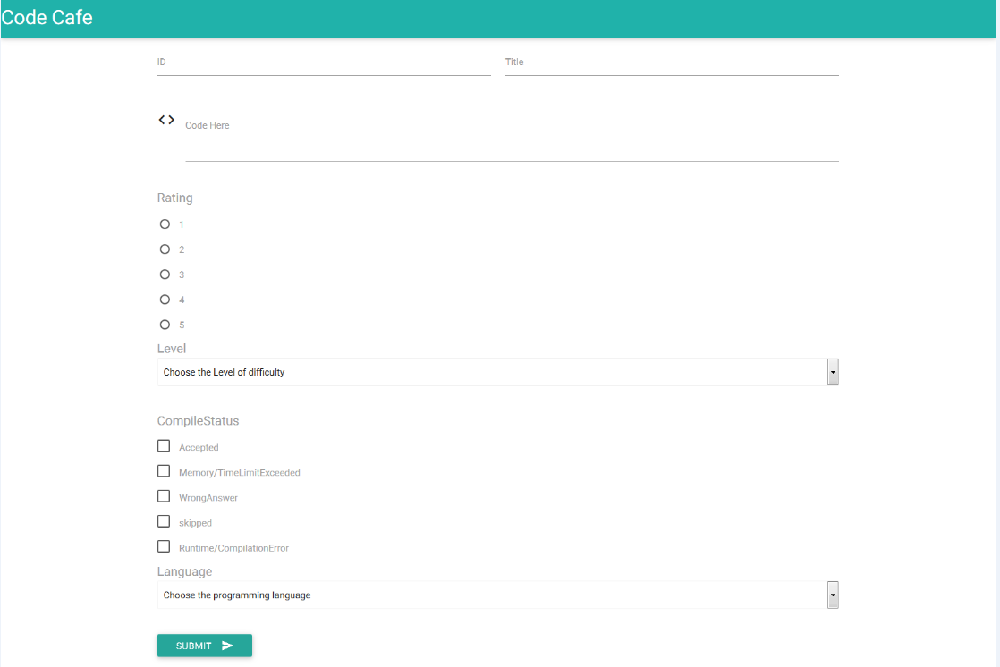 Code Cafe
ID Title
Code Here
Rating
1
2
3
4
5
Level
Choose the Level of difficulty
CompileStatus
Accepted
Memory/TimeLimitExceeded
WrongAnswer
skipped
Runtime/CompilationError
Language
Choose the programming language
SUBMIT